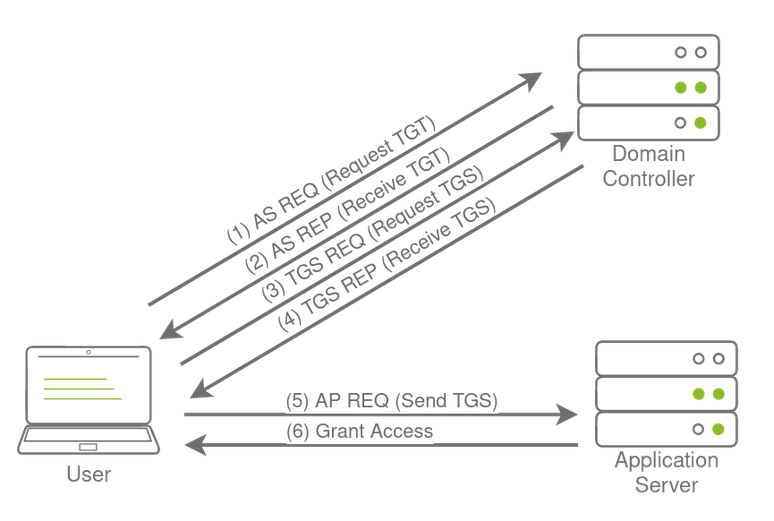 (1) AS REQ (Request TGT)
(2) AS REP (Receive TGT)
(3) TGS REQ (Request TGS)
(4) TGS REP (Receive TGS)
Domain
Controller
(5) AP REQ (Send TGS)
(6) Grant Access
User
Application
Server